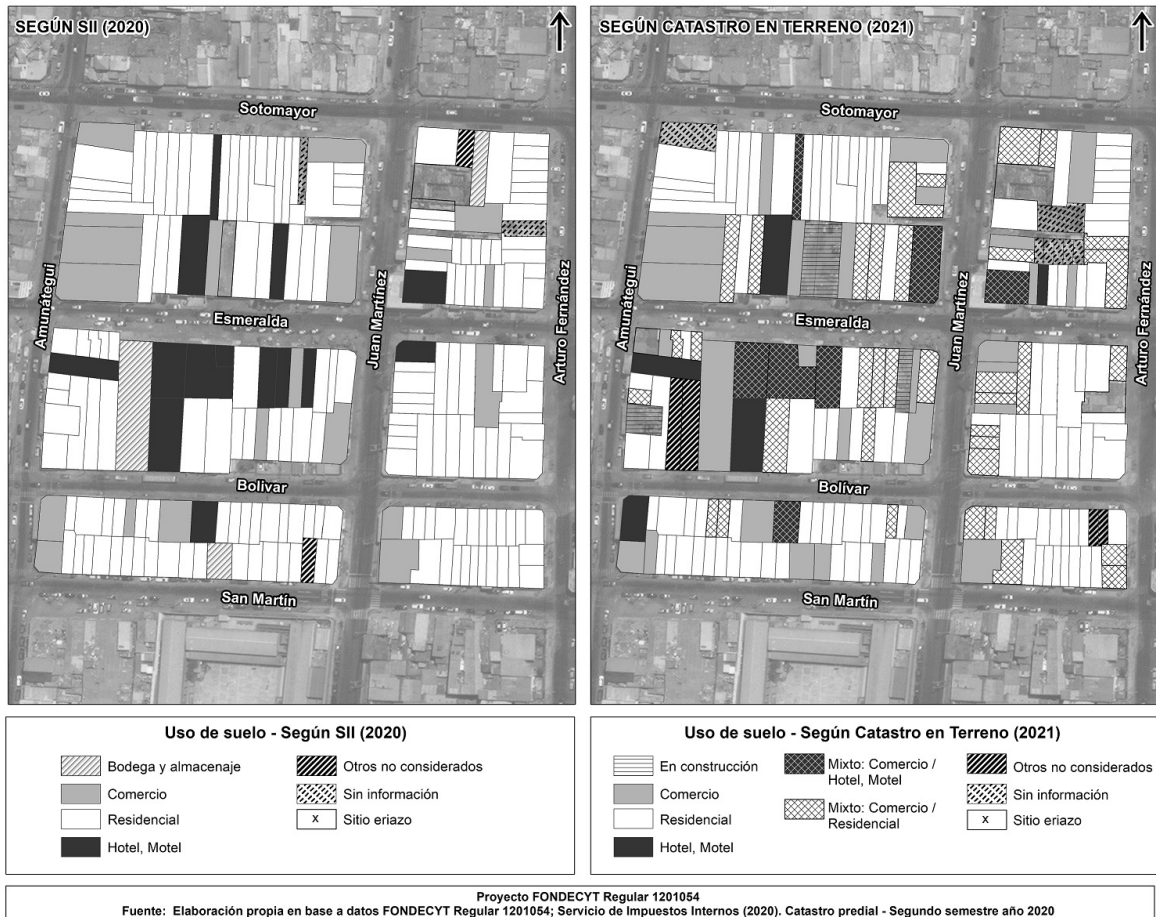 SEGÚN SII (2020)
Sotomayor
Amunátegui
Juan Martínez
Arturo Fernández
Esmeralda
Bolívar
San Martín
SEGÚN CATASTRO EN TERRENO (2021)
Sotomayor
Amunátegui
Juan Martínez
Arturo Fernández
Esmeralda
Bolívar
San Martín
Uso de suelo - Según SII (2020)
Bodega y almacenaje
Comercio
Residencial
Hotel, Motel
Otros no considerados
Sin información
x Sitio eriazo
Uso de suelo - Según Catastro en Terreno (2021)
En construcción
Comercio
Residencial
Hotel, Motel
Mixto: Comercio /
Hotel, Motel
Mixto: Comercio /
Residencial
Otros no considerados
Sin información
x Sitio eriazo
Proyecto FONDECYT Regular 1201054
Fuente: Elaboración propia en base a datos FONDECYT Regular 1201054; Servicio de Impuestos Internos (2020). Catastro predial - Segundo semestre año 2020